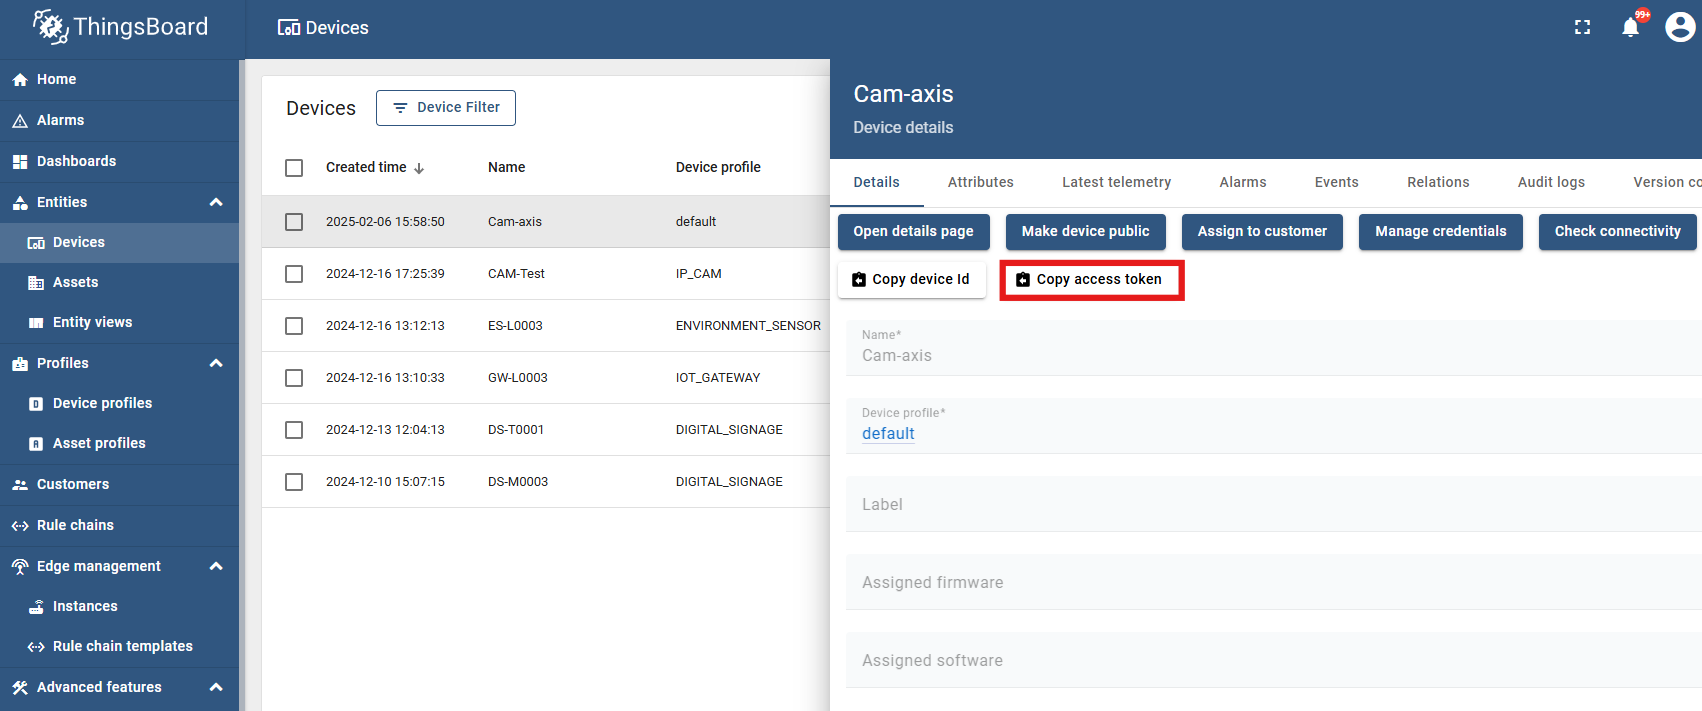 ThingsBoard
Devices
99+
Home
Alarms
Dashboards
Entities
Devices
Assets
Entity views
Profiles
Device profiles
Asset profiles
Customers
Rule chains
Edge management
Instances
Rule chain templates
Advanced features
Devices
Device Filter
Created time Name Device profile
2025-02-06 15:58:50 Cam-axis default
2024-12-16 17:25:39 CAM-Test IP_CAM
2024-12-16 13:12:13 ES-L0003 ENVIRONMENT_SENSOR
2024-12-16 13:10:33 GW-L0003 IOT_GATEWAY
2024-12-13 12:04:13 DS-T0001 DIGITAL_SIGNAGE
2024-12-10 15:07:15 DS-M0003 DIGITAL_SIGNAGE
Cam-axis
Device details
Details Attributes Latest telemetry Alarms Events Relations Audit logs Version co
Open details page Make device public Assign to customer Manage credentials Check connectivity
Copy device Id Copy access token
Name*
Cam-axis
Device profile*
default
Label
Assigned firmware
Assigned software